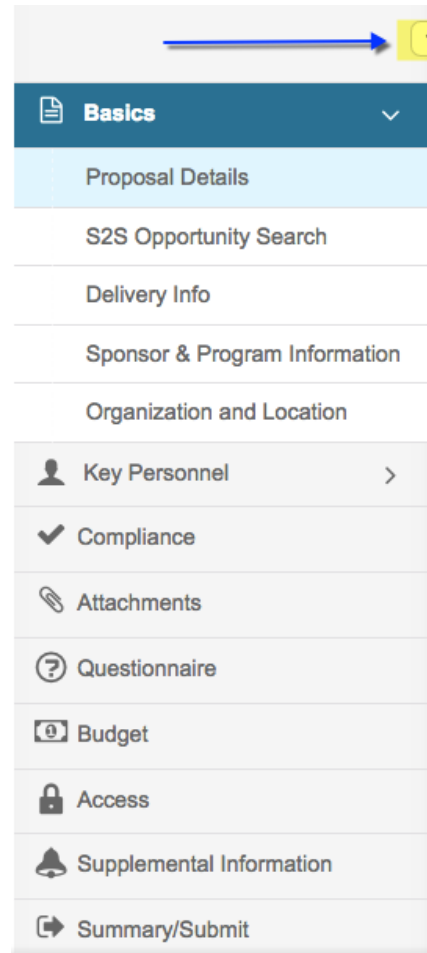 Basics
Proposal Details
S2S Opportunity Search
Delivery Info
Sponsor & Program Information
Organization and Location
Key Personnel
Compliance
Attachments
Questionnaire
Budget
Access
Supplemental Information
Summary/Submit